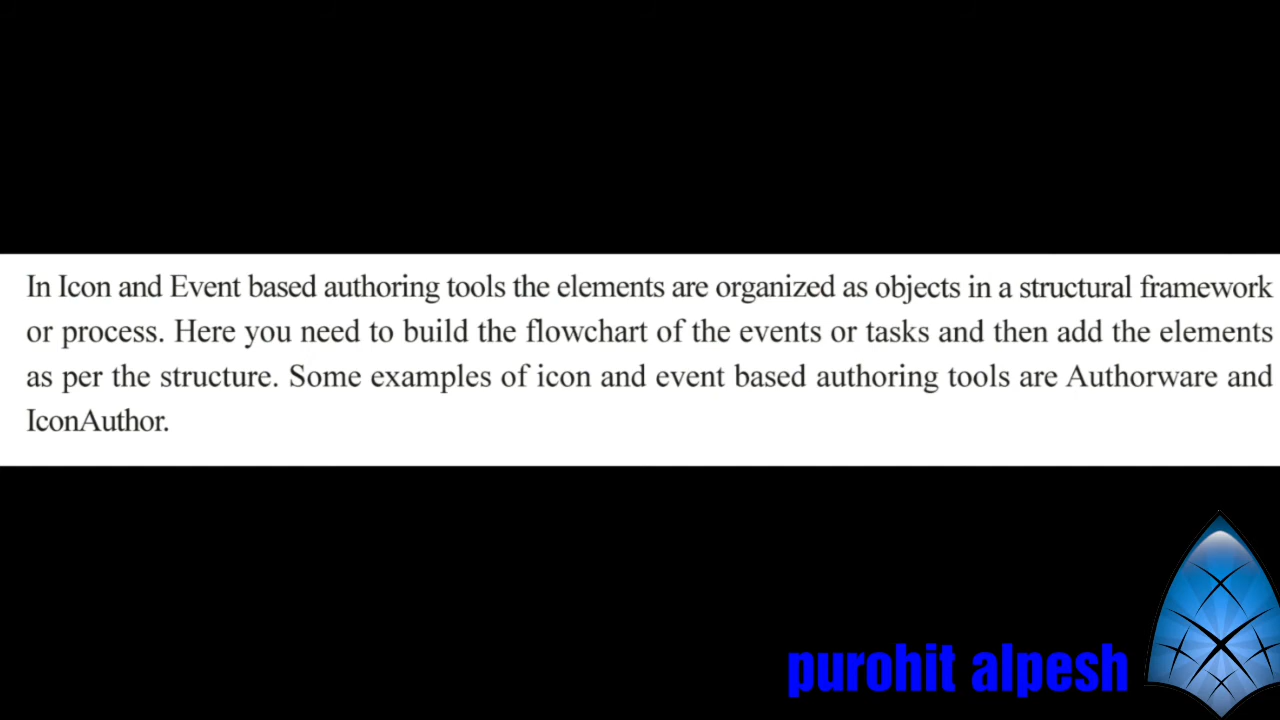 In Icon and Event based authoring tools the elements are organized as objects in a structural framework
or process. Here you need to build the flowchart of the events or tasks and then add the elements
as per the structure. Some examples of icon and event based authoring tools are Authorware and
IconAuthor.
purohit alpesh